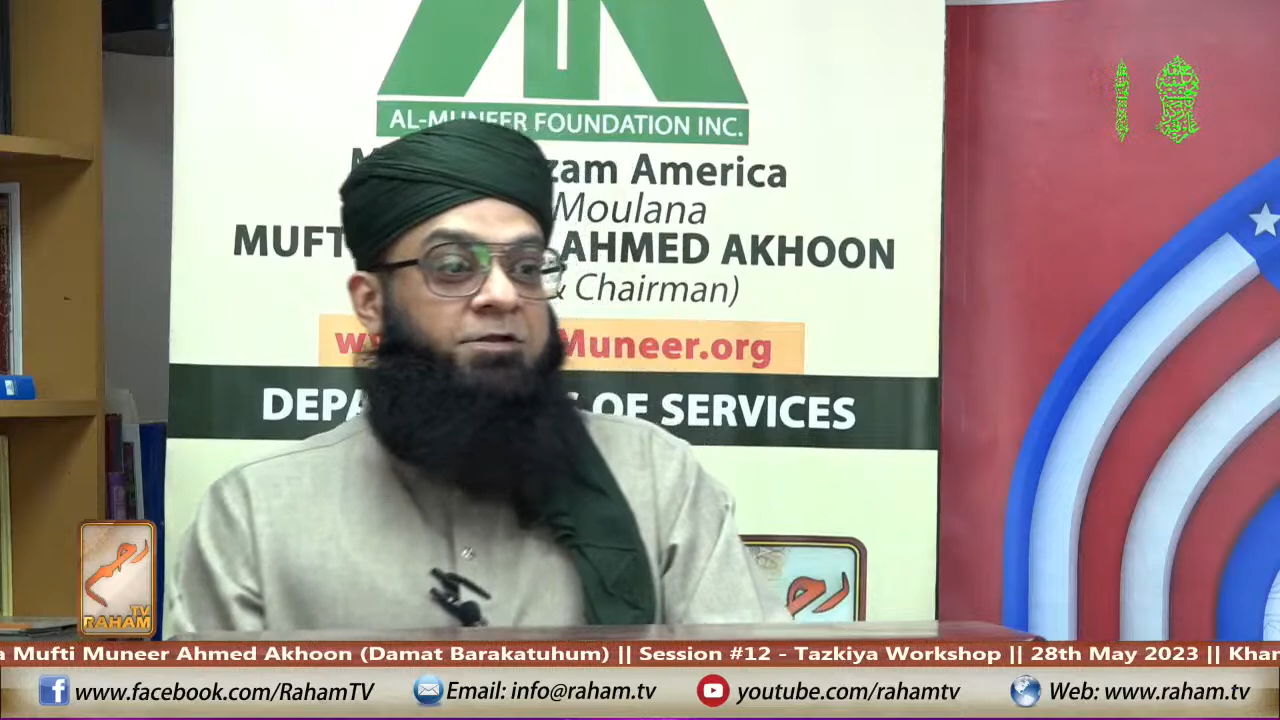 AL-MUNEER FOUNDATION INC.
zam America
Moulana
MUFT AHMED AKHOON
& Chairman)
Muneer.org
DEPA OF SERVICES
رحیم
TV
RAHAM
a Mufti Muneer Ahmed Akhoon (Damat Barakatuhum) || Session #12 - Tazkiya Workshop || 28th May 2023 || Khan
www.facebook.com/RahamTV
Email: info@raham.tv
youtube.com/rahamtv
Web: www.raham.tv